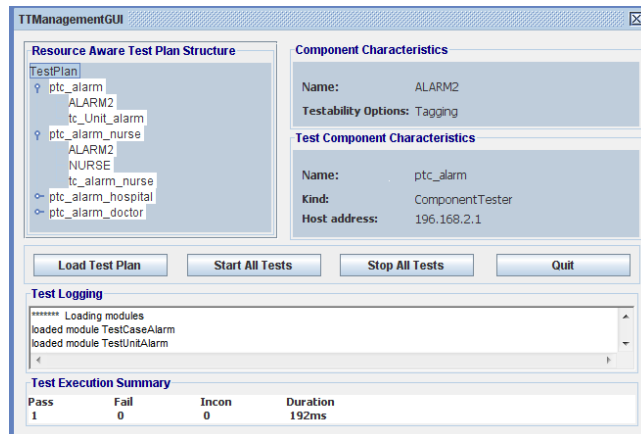 TTManagementGUI
Resource Aware Test Plan Structure
TestPlan
ptc_alarm
ALARM2
tc_Unit_alarm
ptc_alarm_nurse
ALARM2
NURSE
tc_alarm_nurse
ptc_alarm_hospital
ptc_alarm_doctor
Component Characteristics
Name: ALARM2
Testability Options: Tagging
Test Component Characteristics
Name: ptc_alarm
Kind: ComponentTester
Host address: 196.168.2.1
Load Test Plan Start All Tests Stop All Tests Quit
Test Logging
******* Loading modules
loaded module TestCaseAlarm
loaded module TestUnitAlarm
Test Execution Summary
Pass Fail Incon Duration
1 0 0 192ms